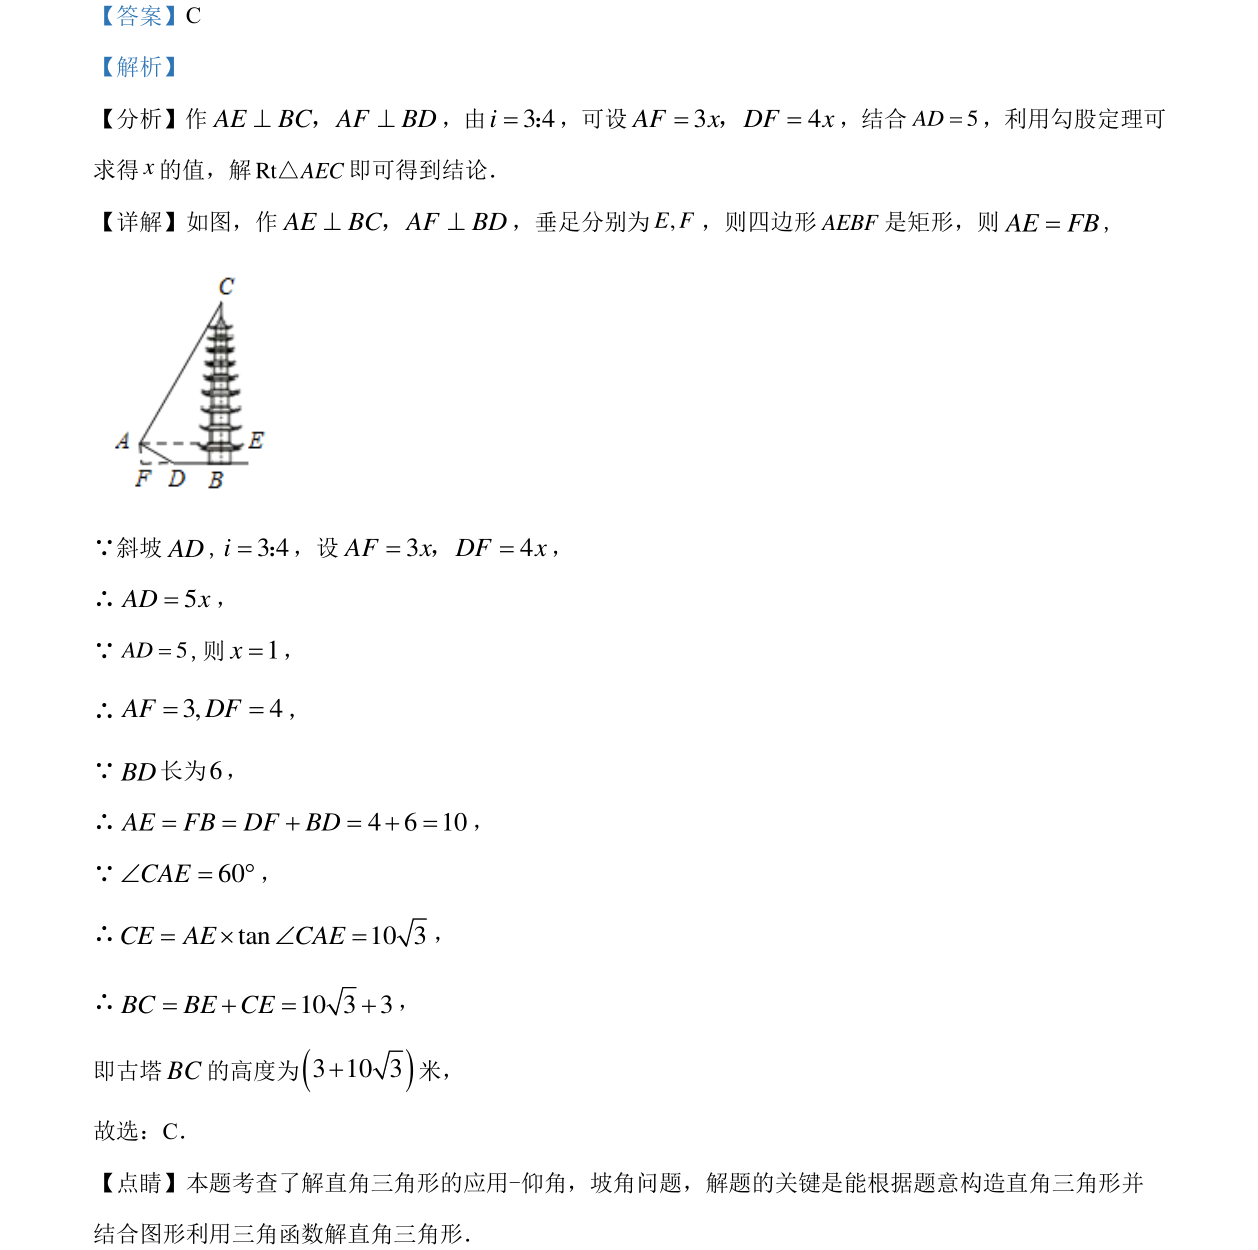 【答案】C
【解析】
【分析】作 AE ⊥ BC，AF ⊥ BD，由 i = 3:4，可设 AF = 3x，DF = 4x，结合 AD = 5，利用勾股定理可
求得 x 的值，解 Rt△AEC 即可得到结论．
【详解】如图，作 AE ⊥ BC，AF ⊥ BD，垂足分别为 E, F，则四边形 AEBF 是矩形，则 AE = FB，
C
A E
F D B
∵斜坡 AD, i = 3:4，设 AF = 3x，DF = 4x，
∴ AD = 5x，
∵ AD = 5, 则 x = 1，
∴ AF = 3, DF = 4，
∵ BD 长为 6，
∴ AE = FB = DF + BD = 4 + 6 = 10，
∵ ∠CAE = 60°，
∴ CE = AE × tan ∠CAE = 10√3，
∴ BC = BE + CE = 10√3 + 3，
即古塔 BC 的高度为 (3 + 10√3) 米，
故选：C．
【点睛】本题考查了解直角三角形的应用-仰角，坡角问题，解题的关键是能根据题意构造直角三角形并
结合图形利用三角函数解直角三角形．